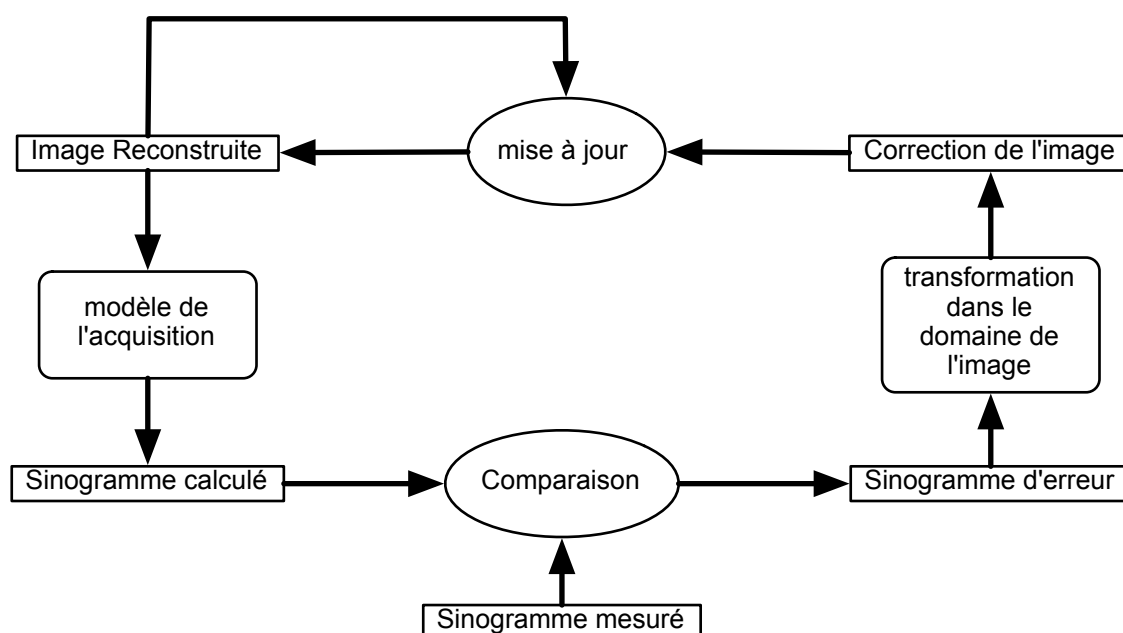 Image Reconstruite
mise à jour
Correction de l'image
modèle de
l'acquisition
transformation
dans le
domaine de
l'image
Sinogramme calculé
Comparaison
Sinogramme d'erreur
Sinogramme mesuré